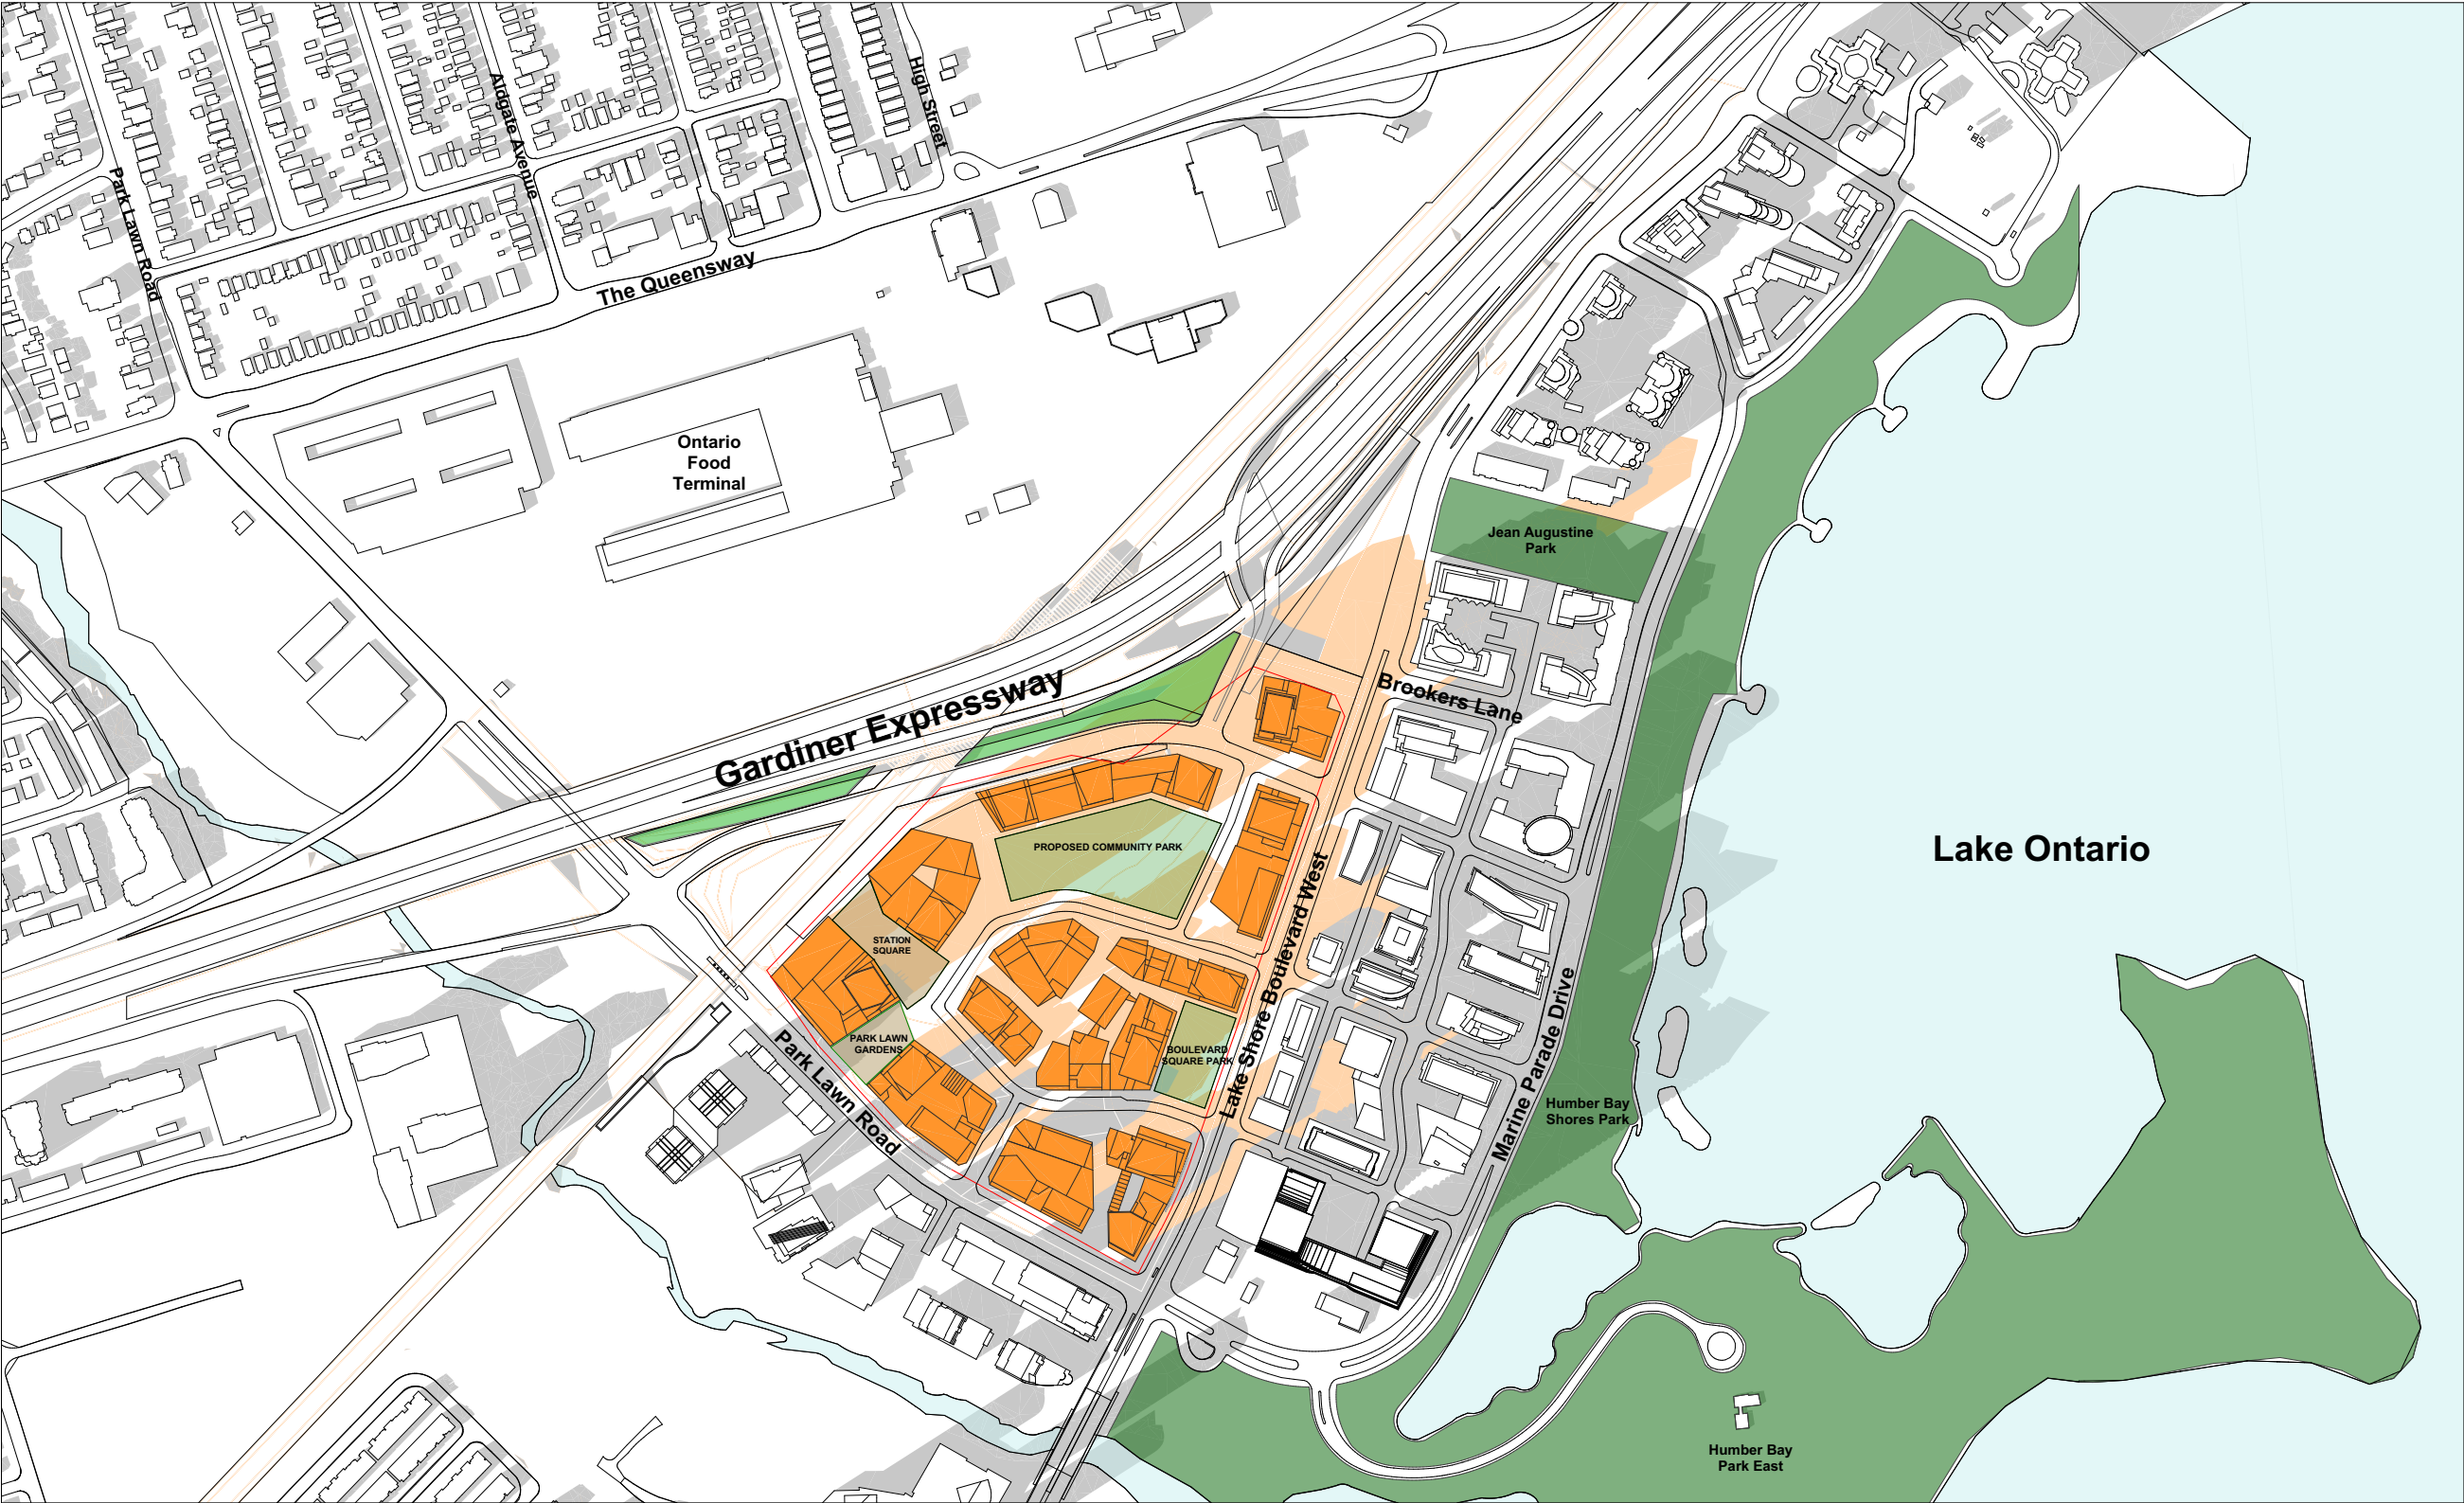 High Street
Aldgate Avenue
Park Lawn Road
The Queensway
Ontario
Food
Terminal
Jean Augustine
Park
Gardiner Expressway
Brookers Lane
PROPOSED COMMUNITY PARK
Lake Ontario
STATION
SQUARE
Lake Shore Boulevard West
PARK LAWN
GARDENS
BOULEVARD
SQUARE PARK
Park Lawn Road
Marine Parade Drive
Humber Bay
Shores Park
Humber Bay
Park East